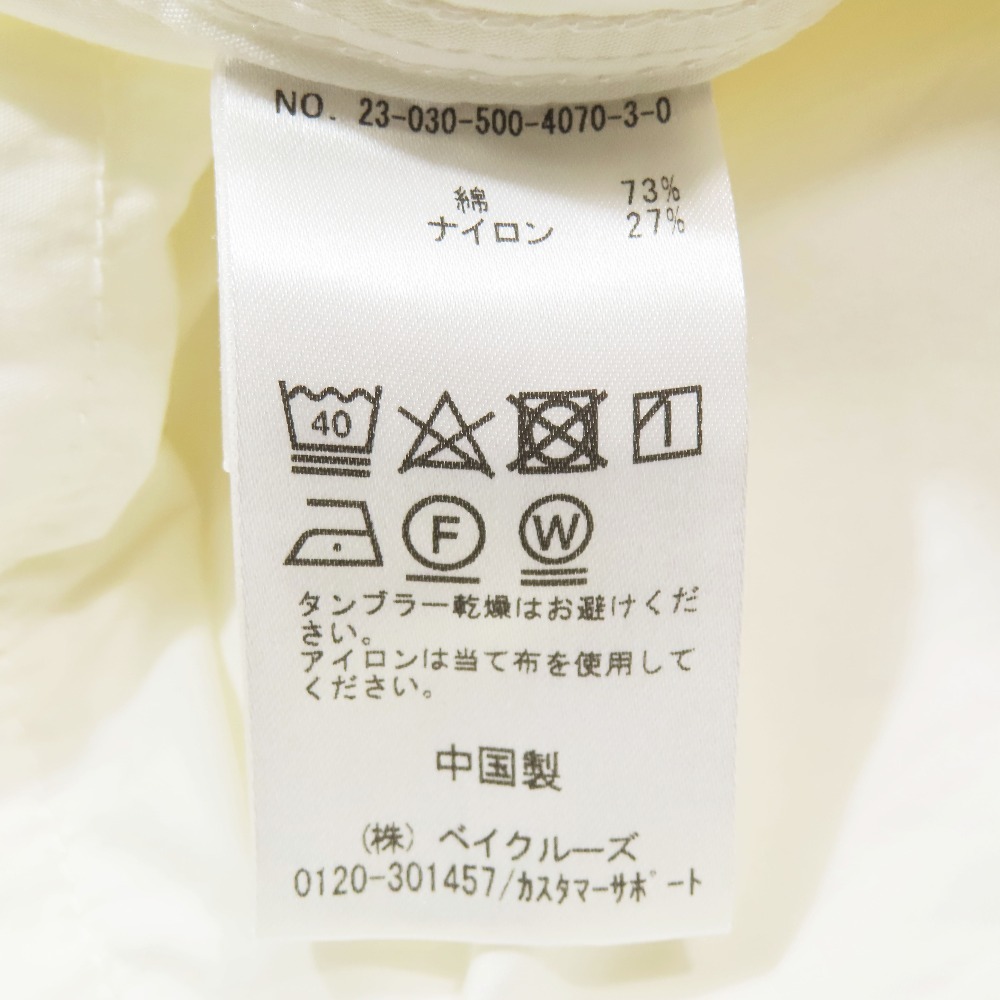 NO. 23-030-500-4070-3-0
綿 73%
ナイロン 27%
40
F W
タンブラー乾燥はお避けくだ
さい。
アイロンは当て布を使用して
ください。
中国製
(株) ベイクルーズ
0120-301457/カスタマーサポート